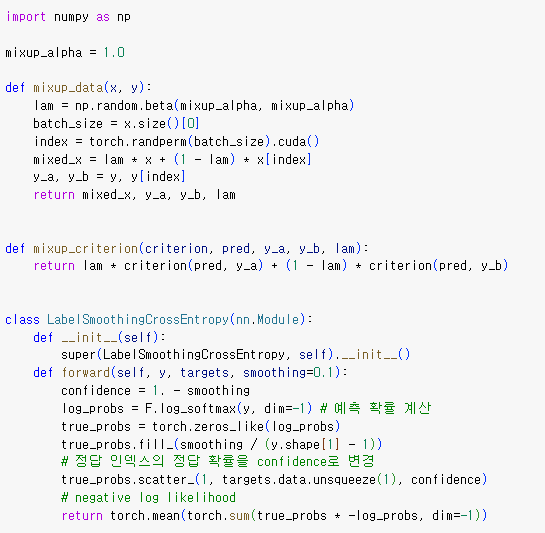 import numpy as np
mixup_alpha = 1.0
def mixup_data(x, y):
    lam = np.random.beta(mixup_alpha, mixup_alpha)
    batch_size = x.size()[0]
    index = torch.randperm(batch_size).cuda()
    mixed_x = lam * x + (1 - lam) * x[index]
    y_a, y_b = y, y[index]
    return mixed_x, y_a, y_b, lam
def mixup_criterion(criterion, pred, y_a, y_b, lam):
    return lam * criterion(pred, y_a) + (1 - lam) * criterion(pred, y_b)
class LabelSmoothingCrossEntropy(nn.Module):
    def __init__(self):
        super(LabelSmoothingCrossEntropy, self).__init__()
    def forward(self, y, targets, smoothing=0.1):
        confidence = 1. - smoothing
        log_probs = F.log_softmax(y, dim=-1) # 예측 확률 계산
        true_probs = torch.zeros_like(log_probs)
        true_probs.fill_(smoothing / (y.shape[1] - 1))
        # 정답 인덱스의 정답 확률을 confidence로 변경
        true_probs.scatter_(1, targets.data.unsqueeze(1), confidence)
        # negative log likelihood
        return torch.mean(torch.sum(true_probs * -log_probs, dim=-1))